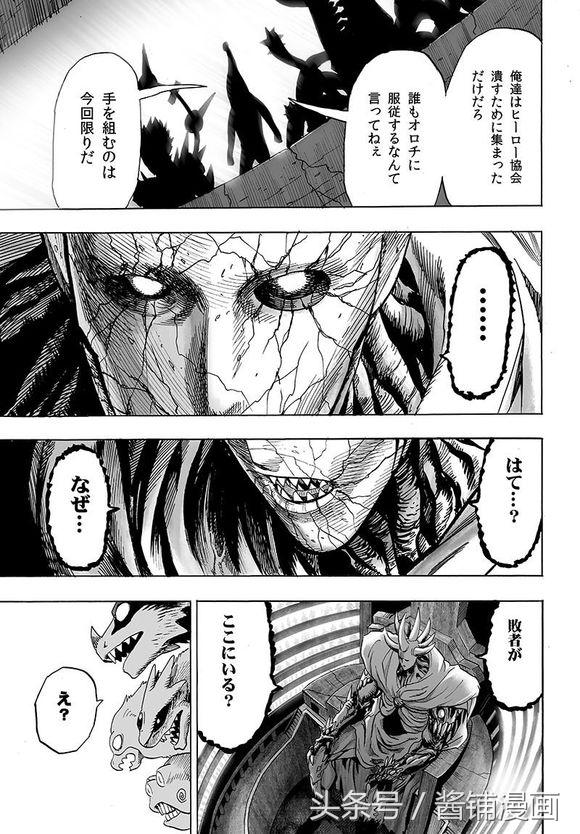 俺達はヒーロー協会
潰すために集まった
だけだろ
誰もオロチに
服従するなんて
言ってねえ
手を組むのは
今回限りだ
・・・・・・
はて…?
なぜ…
敗者が
ここにいる?
え?
头条号/酱铺漫画